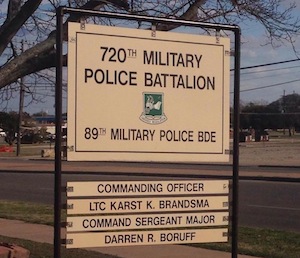 720TH MILITARY
POLICE BATTALION
89TH MILITARY POLICE BDE
COMMANDING OFFICER
LTC KARST K. BRANDSMA
COMMAND SERGEANT MAJOR
DARREN R. BORUFF